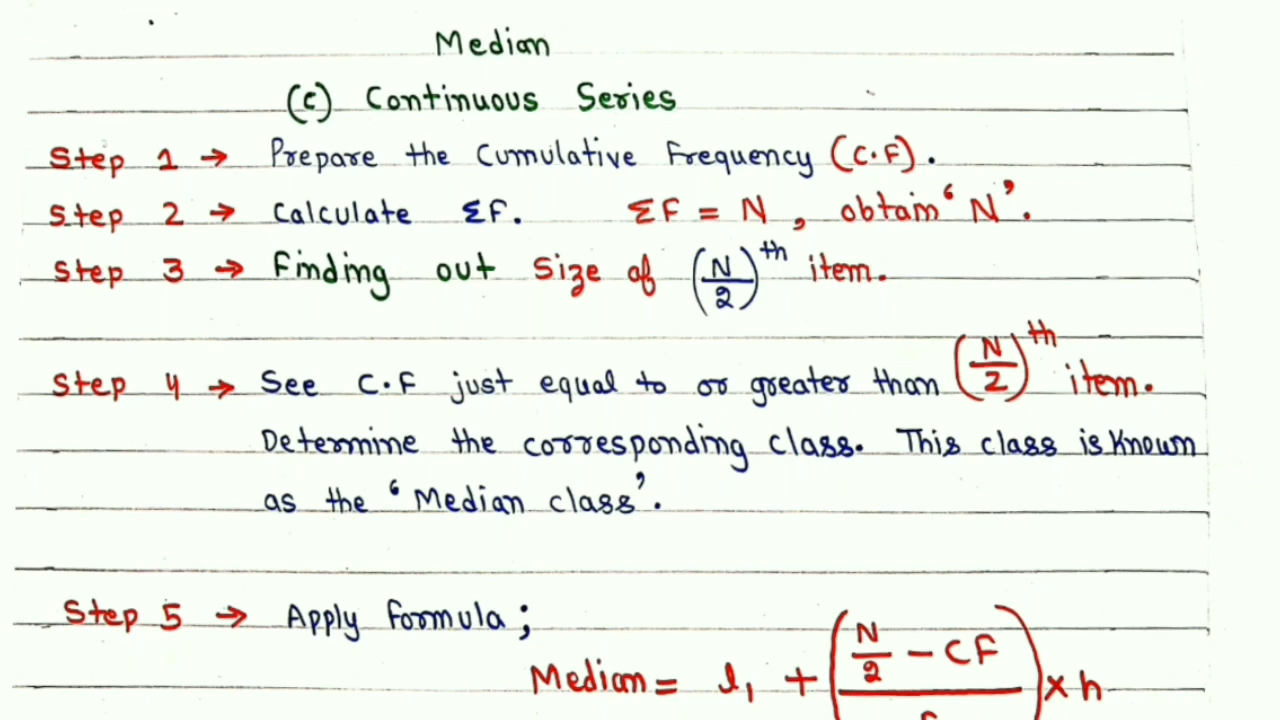 Median
(C) Continuous Series
Step 1 → Prepare the Cumulative Frequency (C.F).
Step 2 → Calculate ΣF. ΣF = N, obtain 'N'.
Step 3 → Finding out Size of (N/2)th item.
Step 4 → See C.F just equal to or greater than (N/2)th item.
Determine the corresponding class. This class is known
as the 'Median class'.
Step 5 → Apply formula;
Median = l₁ + (N/2 - CF / ) × h